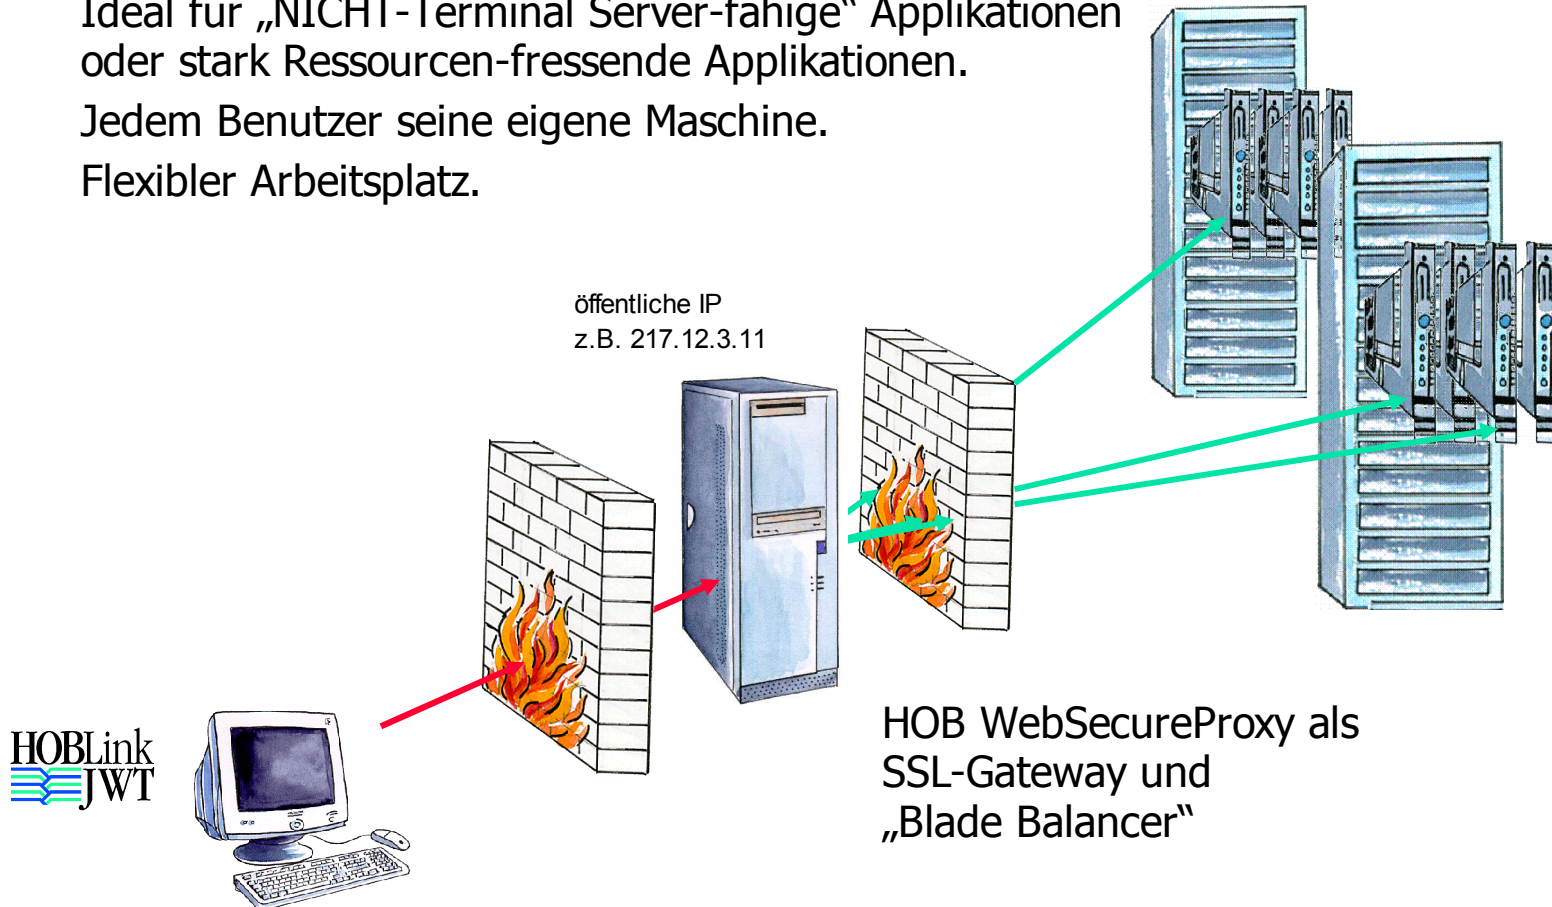 Ideal für „NICHT-Terminal Server-fähige“ Applikationen
oder stark Ressourcen-fressende Applikationen.
Jedem Benutzer seine eigene Maschine.
Flexibler Arbeitsplatz.
öffentliche IP
z.B. 217.12.3.11
HOB WebSecureProxy als
SSL-Gateway und
„Blade Balancer“
HOBLink
JWT